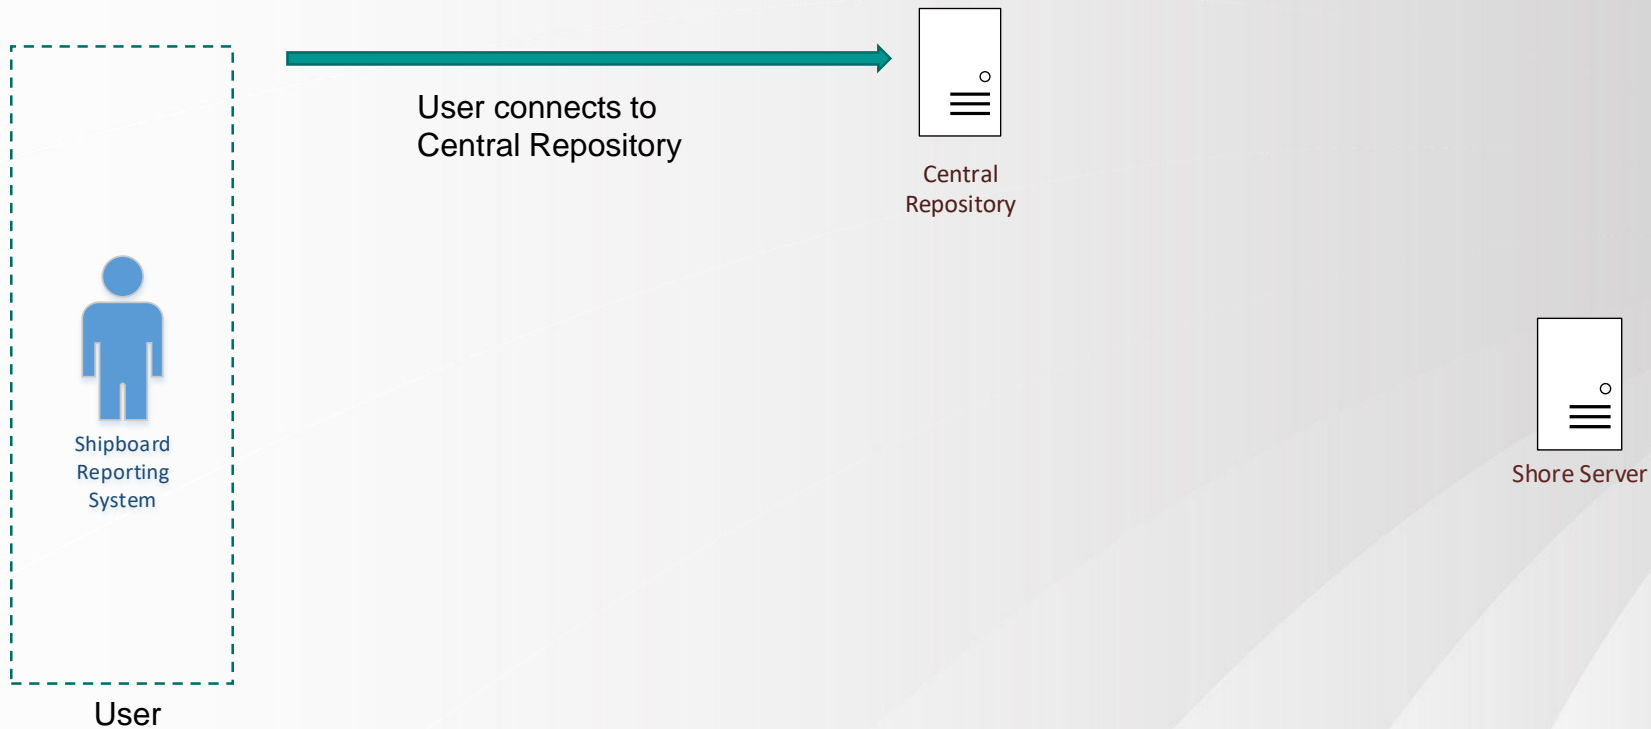 User connects to
Central Repository
Central
Repository
Shipboard
Reporting
System
Shore Server
User